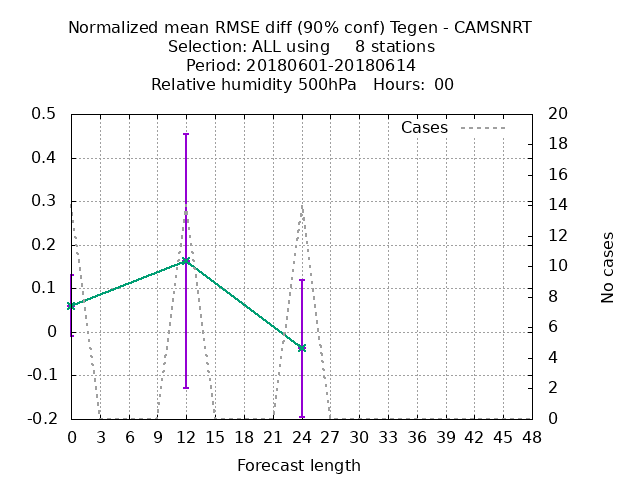 Normalized mean RMSE diff (90% conf) Tegen - CAMSNRT
Selection: ALL using 8 stations
Period: 20180601-20180614
Relative humidity 500hPa Hours: 00
Cases
0.5
0.4
0.3
0.2
0.1
0
-0.1
-0.2
20
18
16
14
12
10
8
6
4
2
0
No cases
0 3 6 9 12 15 18 21 24 27 30 33 36 39 42 45 48
Forecast length